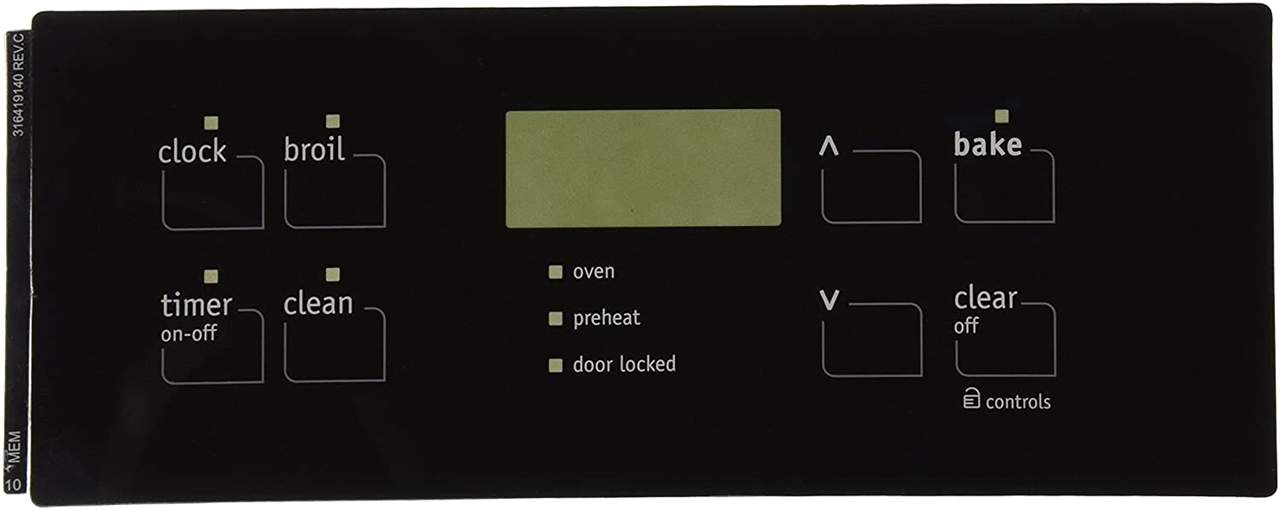 316419140 REV.C
MEM
10
clock
broil
bake
timer
on-off
clean
oven
preheat
door locked
clear
off
controls